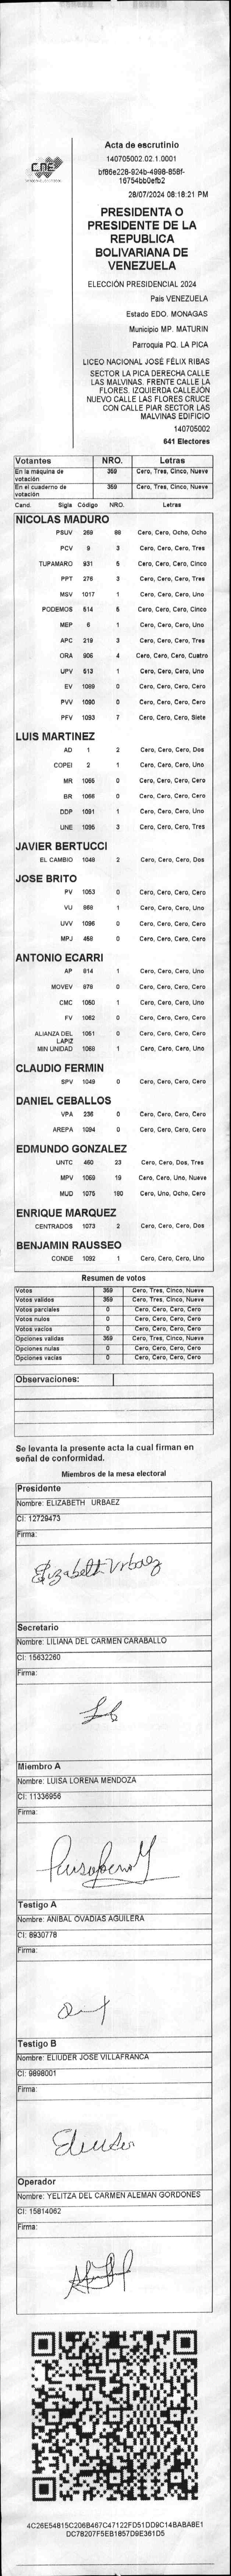 CNE
Acta de escrutinio
140705002.02.1.0001
bf86e228-924b-4998-858f-
16754bb0efb2
28/07/2024 08:18:21 PM
PRESIDENTA O
PRESIDENTE DE LA
REPUBLICA
BOLIVARIANA DE
VENEZUELA
ELECCIÓN PRESIDENCIAL 2024
País VENEZUELA
Estado EDO. MONAGAS
Municipio MP. MATURIN
Parroquia PQ. LA PICA
LICEO NACIONAL JOSÉ FÉLIX RIBAS
SECTOR LA PICA DERECHA CALLE
LAS MALVINAS. FRENTE CALLE LA
FLORES. IZQUIERDA CALLEJÓN
NUEVO CALLE LAS FLORES CRUCE
CON CALLE PIAR SECTOR LAS
MALVINAS EDIFICIO
140705002
641 Electores
Votantes NRO. Letras
En la máquina de votación 359 Cero, Tres, Cinco, Nueve
En el cuaderno de votación 359 Cero, Tres, Cinco, Nueve
Cand. Sigla Código NRO. Letras
NICOLAS MADURO
PSUV 269 88 Cero, Cero, Ocho, Ocho
PCV 9 3 Cero, Cero, Cero, Tres
TUPAMARO 931 5 Cero, Cero, Cero, Cinco
PPT 276 3 Cero, Cero, Cero, Tres
MSV 1017 1 Cero, Cero, Cero, Uno
PODEMOS 514 5 Cero, Cero, Cero, Cinco
MEP 6 1 Cero, Cero, Cero, Uno
APC 219 3 Cero, Cero, Cero, Tres
ORA 906 4 Cero, Cero, Cero, Cuatro
UPV 513 1 Cero, Cero, Cero, Uno
EV 1089 0 Cero, Cero, Cero, Cero
PVV 1090 0 Cero, Cero, Cero, Cero
PFV 1093 7 Cero, Cero, Cero, Siete
LUIS MARTINEZ
AD 1 2 Cero, Cero, Cero, Dos
COPEI 2 1 Cero, Cero, Cero, Uno
MR 1065 0 Cero, Cero, Cero, Cero
BR 1066 0 Cero, Cero, Cero, Cero
DDP 1091 1 Cero, Cero, Cero, Uno
UNE 1095 3 Cero, Cero, Cero, Tres
JAVIER BERTUCCI
EL CAMBIO 1048 2 Cero, Cero, Cero, Dos
JOSE BRITO
PV 1053 0 Cero, Cero, Cero, Cero
VU 868 1 Cero, Cero, Cero, Uno
UVV 1096 0 Cero, Cero, Cero, Cero
MPJ 458 0 Cero, Cero, Cero, Cero
ANTONIO ECARRI
AP 814 1 Cero, Cero, Cero, Uno
MOVEV 878 0 Cero, Cero, Cero, Cero
CMC 1050 1 Cero, Cero, Cero, Uno
FV 1062 0 Cero, Cero, Cero, Cero
ALIANZA DEL LAPIZ 1051 0 Cero, Cero, Cero, Cero
MIN UNIDAD 1068 1 Cero, Cero, Cero, Uno
CLAUDIO FERMIN
SPV 1049 0 Cero, Cero, Cero, Cero
DANIEL CEBALLOS
VPA 236 0 Cero, Cero, Cero, Cero
AREPA 1094 0 Cero, Cero, Cero, Cero
EDMUNDO GONZALEZ
UNTC 460 23 Cero, Cero, Dos, Tres
MPV 1069 19 Cero, Cero, Uno, Nueve
MUD 1075 180 Cero, Uno, Ocho, Cero
ENRIQUE MARQUEZ
CENTRADOS 1073 2 Cero, Cero, Cero, Dos
BENJAMIN RAUSSEO
CONDE 1092 1 Cero, Cero, Cero, Uno
Resumen de votos
Votos 359 Cero, Tres, Cinco, Nueve
Votos validos 359 Cero, Tres, Cinco, Nueve
Votos parciales 0 Cero, Cero, Cero, Cero
Votos nulos 0 Cero, Cero, Cero, Cero
Votos vacios 0 Cero, Cero, Cero, Cero
Opciones validas 359 Cero, Tres, Cinco, Nueve
Opciones nulas 0 Cero, Cero, Cero, Cero
Opciones vacias 0 Cero, Cero, Cero, Cero
Observaciones:
Se levanta la presente acta la cual firman en
señal de conformidad.
Miembros de la mesa electoral
Presidente
Nombre: ELIZABETH URBAEZ
CI: 12729473
Firma:
Elizabeth Urbaez
Secretario
Nombre: LILIANA DEL CARMEN CARABALLO
CI: 15632260
Firma:
Miembro A
Nombre: LUISA LORENA MENDOZA
CI: 11336956
Firma:
Testigo A
Nombre: ANIBAL OVADIAS AGUILERA
CI: 8930778
Firma:
Testigo B
Nombre: ELIUDER JOSE VILLAFRANCA
CI: 9898001
Firma:
Eliuder
Operador
Nombre: YELITZA DEL CARMEN ALEMAN GORDONES
CI: 15814062
Firma:
4C26E54815C206B467C47122FD51DD9C14BABA8E1
DC78207F5EB1857D9E361D5